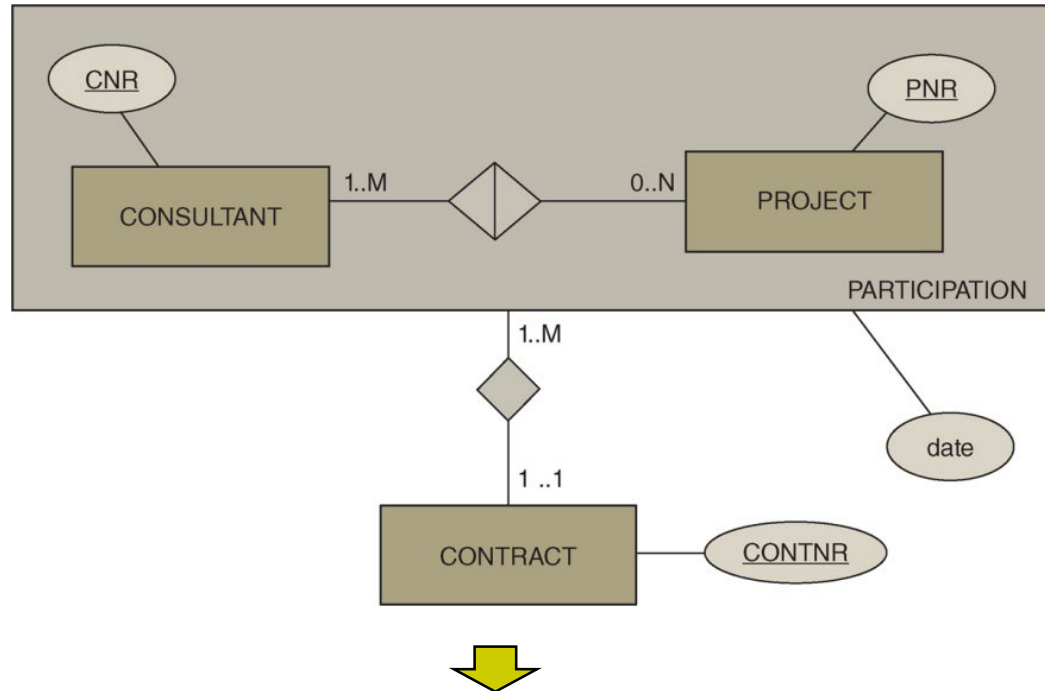 CNR
PNR
1..M
0..N
CONSULTANT
PROJECT
PARTICIPATION
1..M
date
1 ..1
CONTRACT
CONTNR